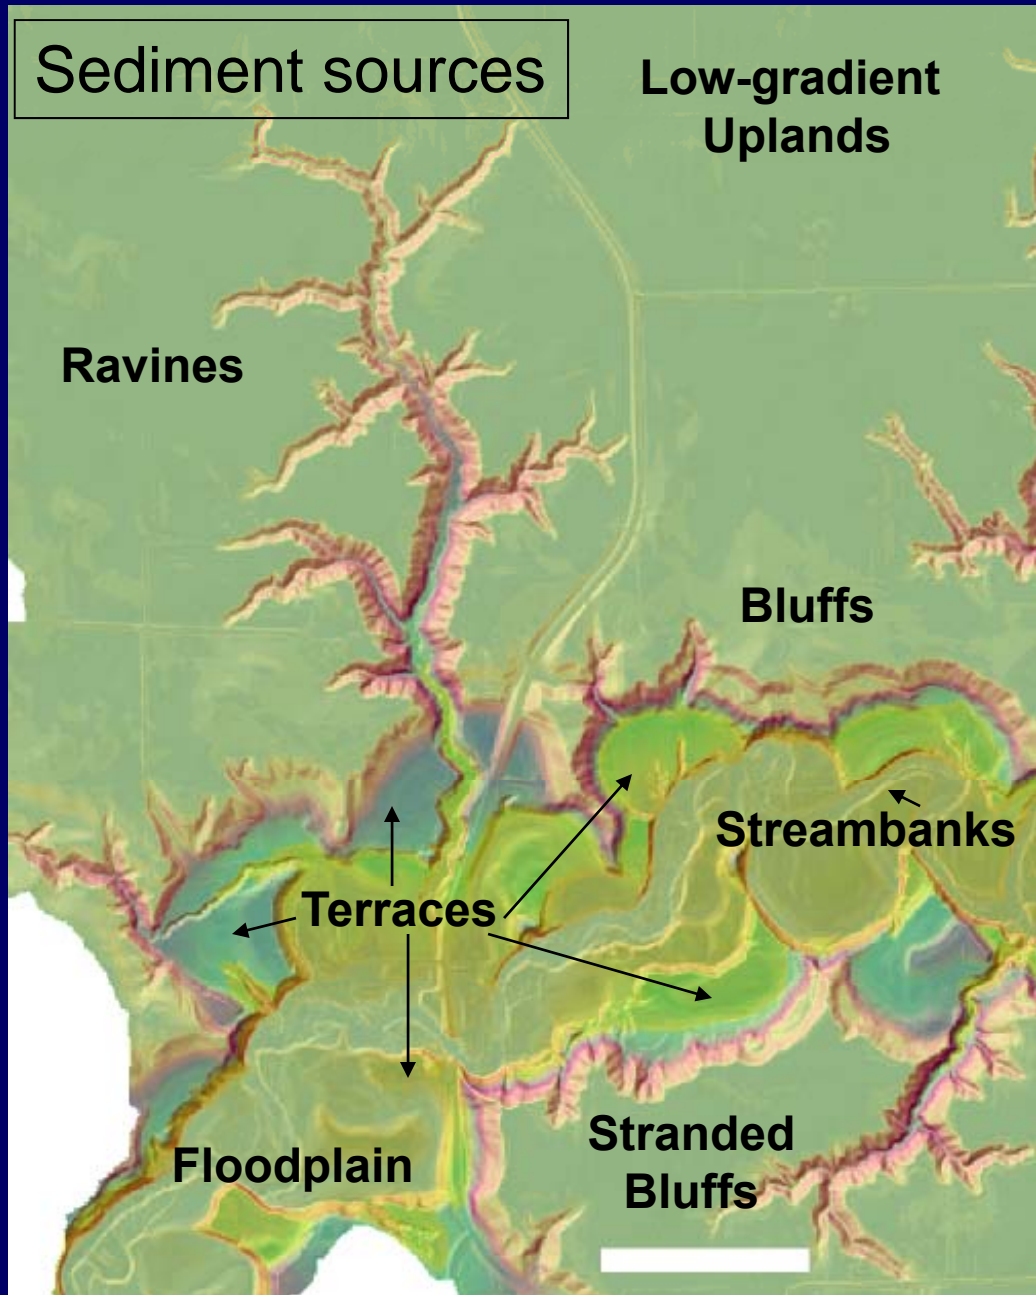 Sediment sources
Low-gradient
Uplands
Ravines
Bluffs
Streambanks
Terraces
Stranded
Bluffs
Floodplain